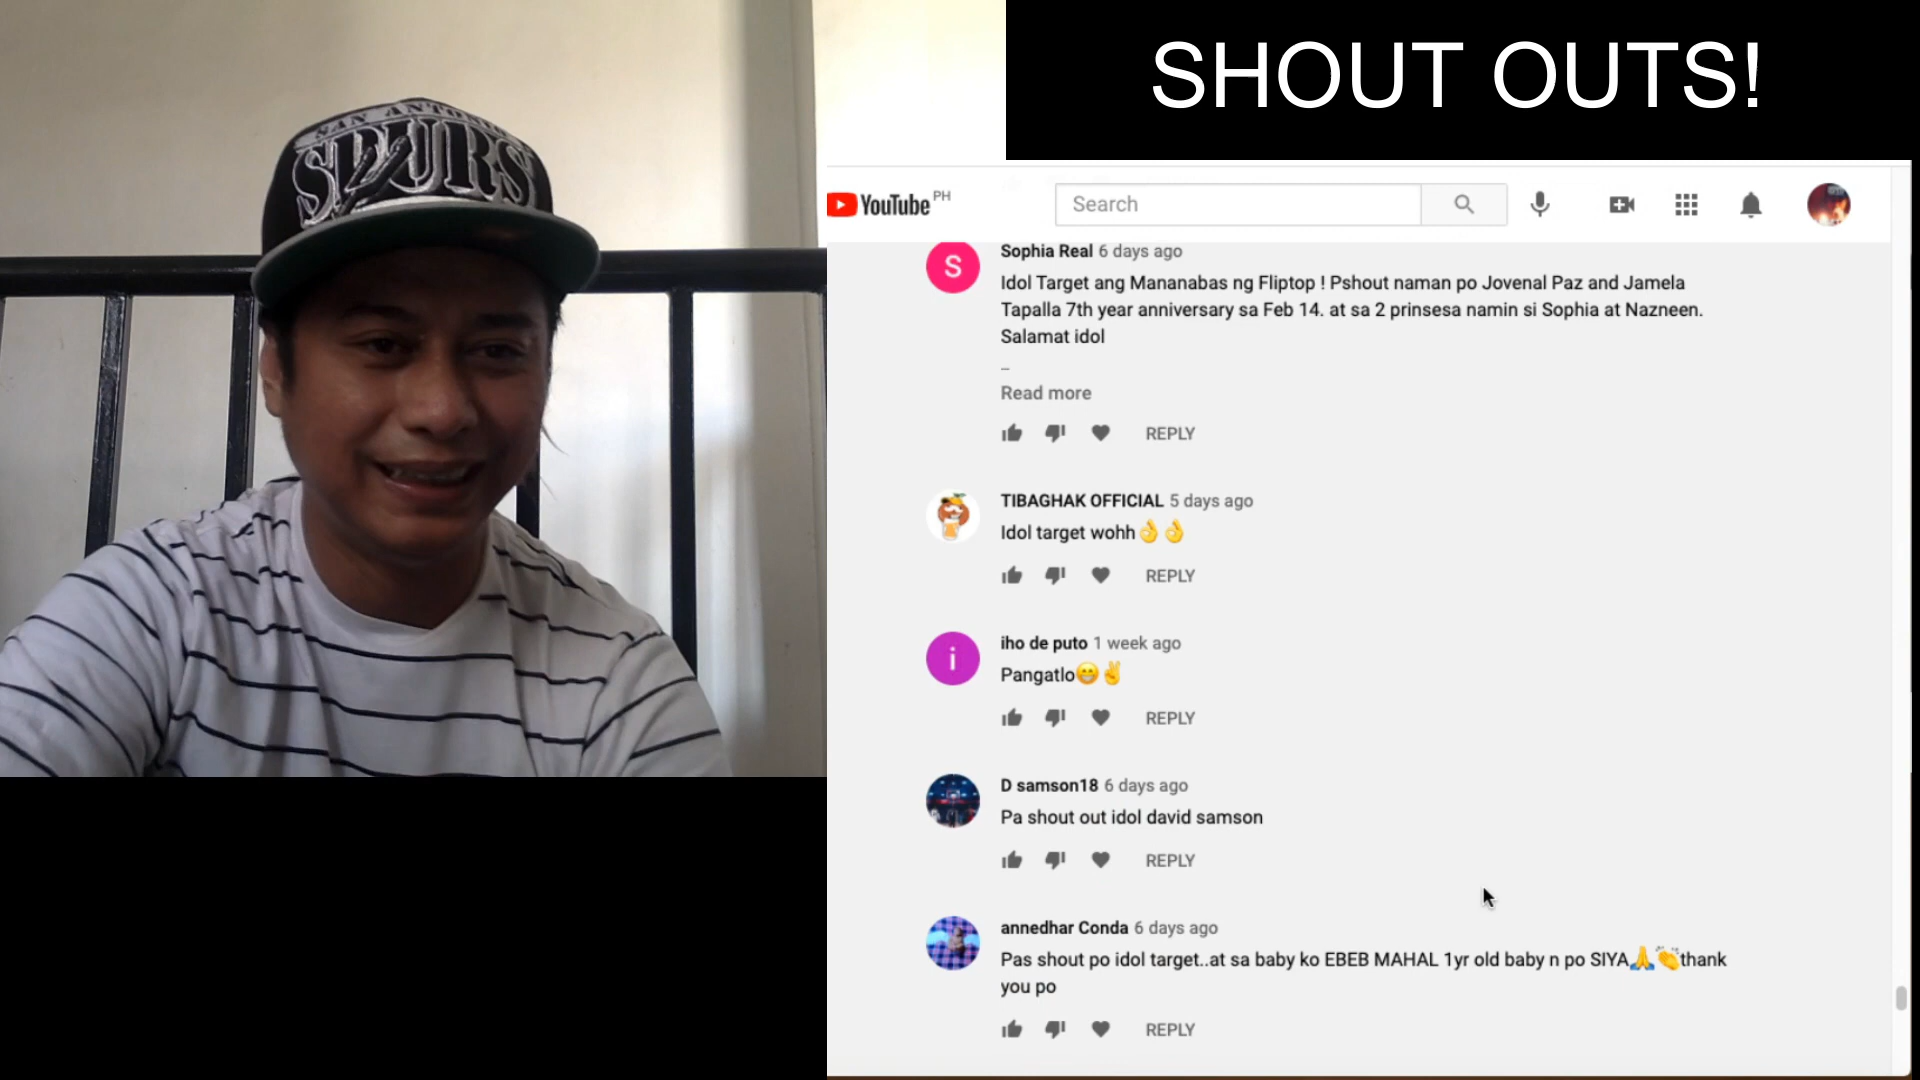 SAN ANTONIO
SPURS
SHOUT OUTS!
YouTube PH
Search
Sophia Real 6 days ago
Idol Target ang Mananabas ng Fliptop ! Pshout naman po Jovenal Paz and Jamela
Tapalla 7th year anniversary sa Feb 14. at sa 2 prinsesa namin si Sophia at Nazneen.
Salamat idol
Read more
REPLY
TIBAGHAK OFFICIAL 5 days ago
Idol target wohh👌👌
REPLY
iho de puto 1 week ago
Pangatlo😁✌
REPLY
D samson18 6 days ago
Pa shout out idol david samson
REPLY
annedhar Conda 6 days ago
Pas shout po idol target..at sa baby ko EBEB MAHAL 1yr old baby n po SIYA🙏👏thank
you po
REPLY
S
i